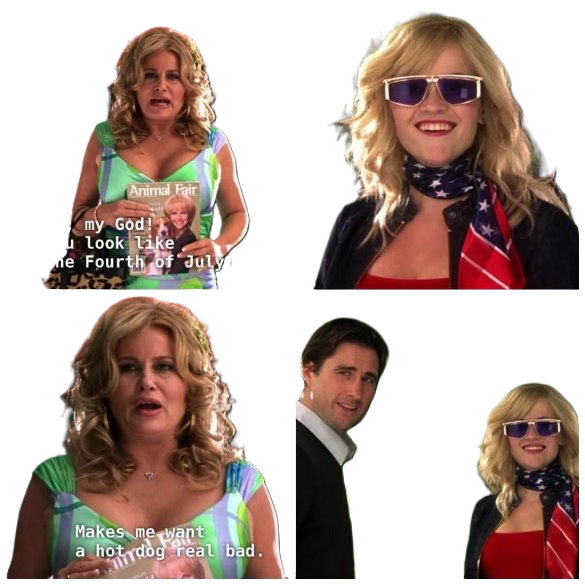 Animal Fair
my God!
u look like
he Fourth of July!
Makes me want
a hot dog real bad.